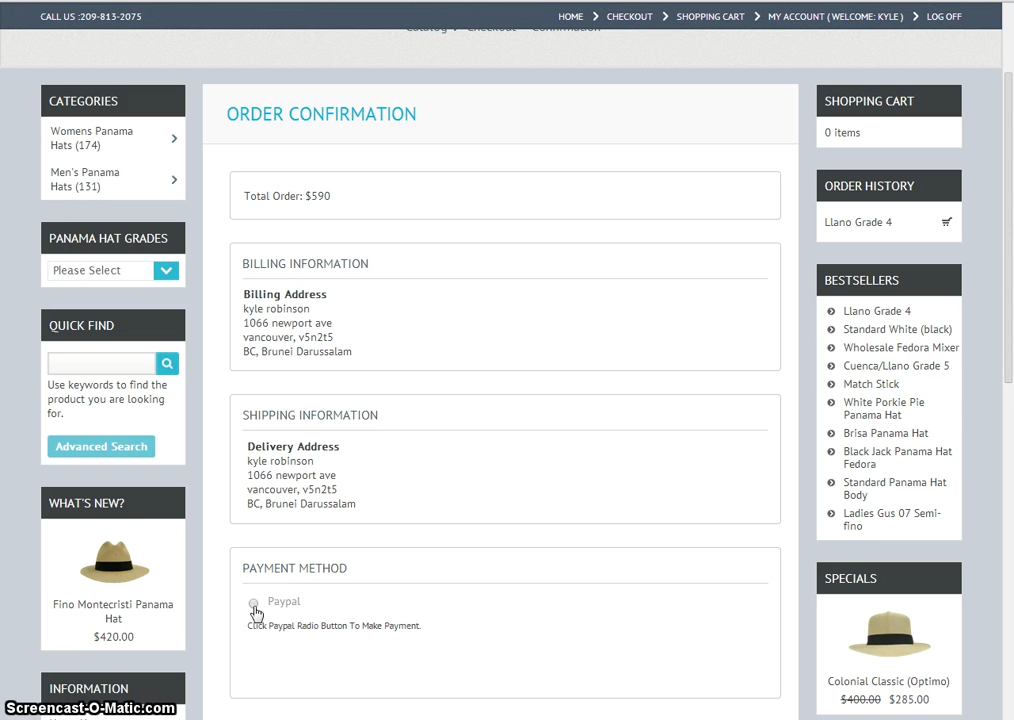 CALL US :209-813-2075
HOME
CHECKOUT
SHOPPING CART
MY ACCOUNT ( WELCOME: KYLE )
LOG OFF
Catalog
Checkout
Confirmation
CATEGORIES
Womens Panama
Hats (174)
Men's Panama
Hats (131)
PANAMA HAT GRADES
Please Select
QUICK FIND
Use keywords to find the
product you are looking
for.
Advanced Search
WHAT'S NEW?
Fino Montecristi Panama
Hat
$420.00
INFORMATION
ORDER CONFIRMATION
Total Order: $590
BILLING INFORMATION
Billing Address
kyle robinson
1066 newport ave
vancouver, v5n2t5
BC, Brunei Darussalam
SHIPPING INFORMATION
Delivery Address
kyle robinson
1066 newport ave
vancouver, v5n2t5
BC, Brunei Darussalam
PAYMENT METHOD
Paypal
Click Paypal Radio Button To Make Payment.
SHOPPING CART
0 items
ORDER HISTORY
Llano Grade 4
BESTSELLERS
Llano Grade 4
Standard White (black)
Wholesale Fedora Mixer
Cuenca/Llano Grade 5
Match Stick
White Porkie Pie
Panama Hat
Brisa Panama Hat
Black Jack Panama Hat
Fedora
Standard Panama Hat
Body
Ladies Gus 07 Semi-
fino
SPECIALS
Colonial Classic (Optimo)
$400.00 $285.00
Screencast-O-Matic.com